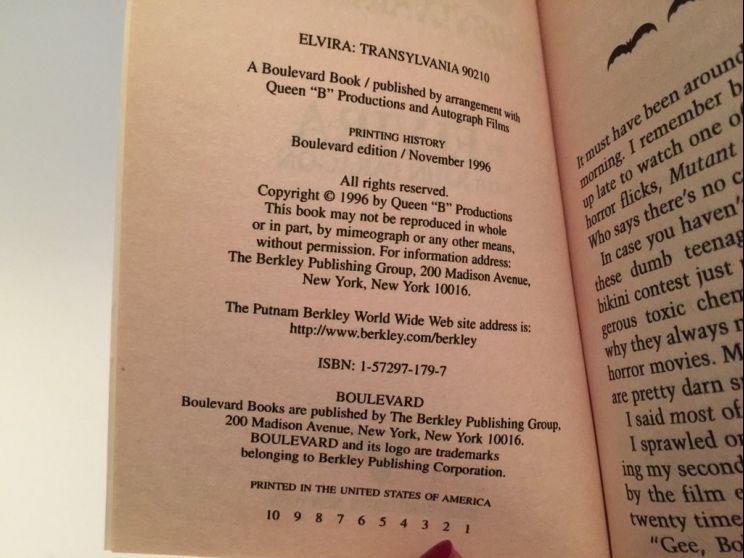 ELVIRA: TRANSYLVANIA 90210
A Boulevard Book / published by arrangement with
Queen "B" Productions and Autograph Films
PRINTING HISTORY
Boulevard edition / November 1996
All rights reserved.
Copyright © 1996 by Queen "B" Productions
This book may not be reproduced in whole
or in part, by mimeograph or any other means,
without permission. For information address:
The Berkley Publishing Group, 200 Madison Avenue,
New York, New York 10016.
The Putnam Berkley World Wide Web site address is:
http://www.berkley.com/berkley
ISBN: 1-57297-179-7
BOULEVARD
Boulevard Books are published by The Berkley Publishing Group,
200 Madison Avenue, New York, New York 10016.
BOULEVARD and its logo are trademarks
belonging to Berkley Publishing Corporation.
PRINTED IN THE UNITED STATES OF AMERICA
10 9 8 7 6 5 4 3 2 1
It must have been around
morning. I remember
up late to watch one
horror flicks, Mutant
Who says there's no
In case you haven't
these dumb
bikini contest just
gerous toxic
why they always
horror movies.
are pretty darn
I said most of
I sprawled
ing my second
by the film
twenty
"Gee,